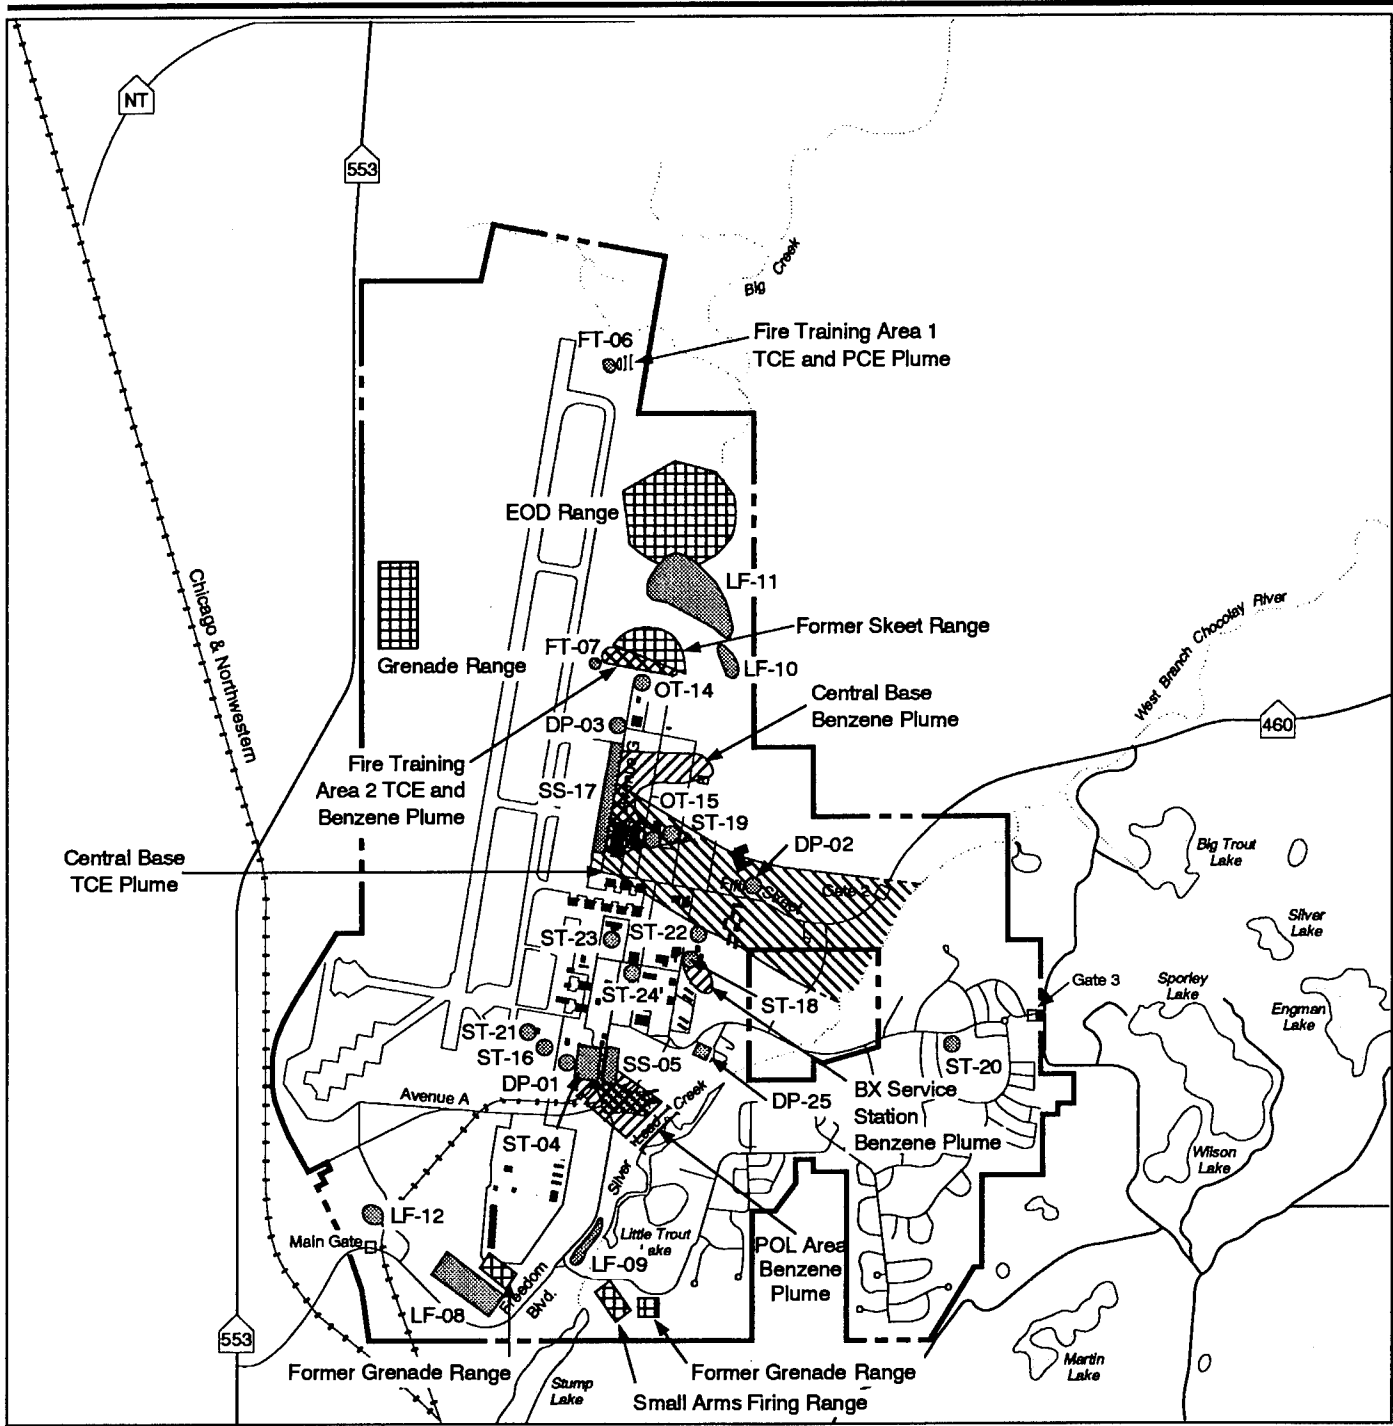 NT
553
Big Creek
FT-06
Fire Training Area 1
TCE and PCE Plume
EOD Range
LF-11
Chicago & Northwestern
West Branch Chocolay River
Former Skeet Range
FT-07
Grenade Range
LF-10
OT-14
Central Base
Benzene Plume
460
DP-03
Fire Training
Area 2 TCE and
Benzene Plume
SS-17
OT-15
ST-19
DP-02
Big Trout
Lake
Central Base
TCE Plume
Street
Gate 2
Silver
Lake
ST-23
ST-22
ST-24
ST-18
Gate 3
Sporley
Lake
Engman
Lake
ST-21
ST-16
SS-05
ST-20
DP-01
DP-25
BX Service
Station
Benzene Plume
Avenue A
ST-04
Silver
Lead
Creek
Wilson
Lake
LF-12
Main Gate
Little Trout
POL Area
Benzene
Plume
LF-09
LF-08
Freedom
Blvd.
553
Former Grenade Range
Former Grenade Range
Small Arms Firing Range
Stump
Lake
Martin
Lake